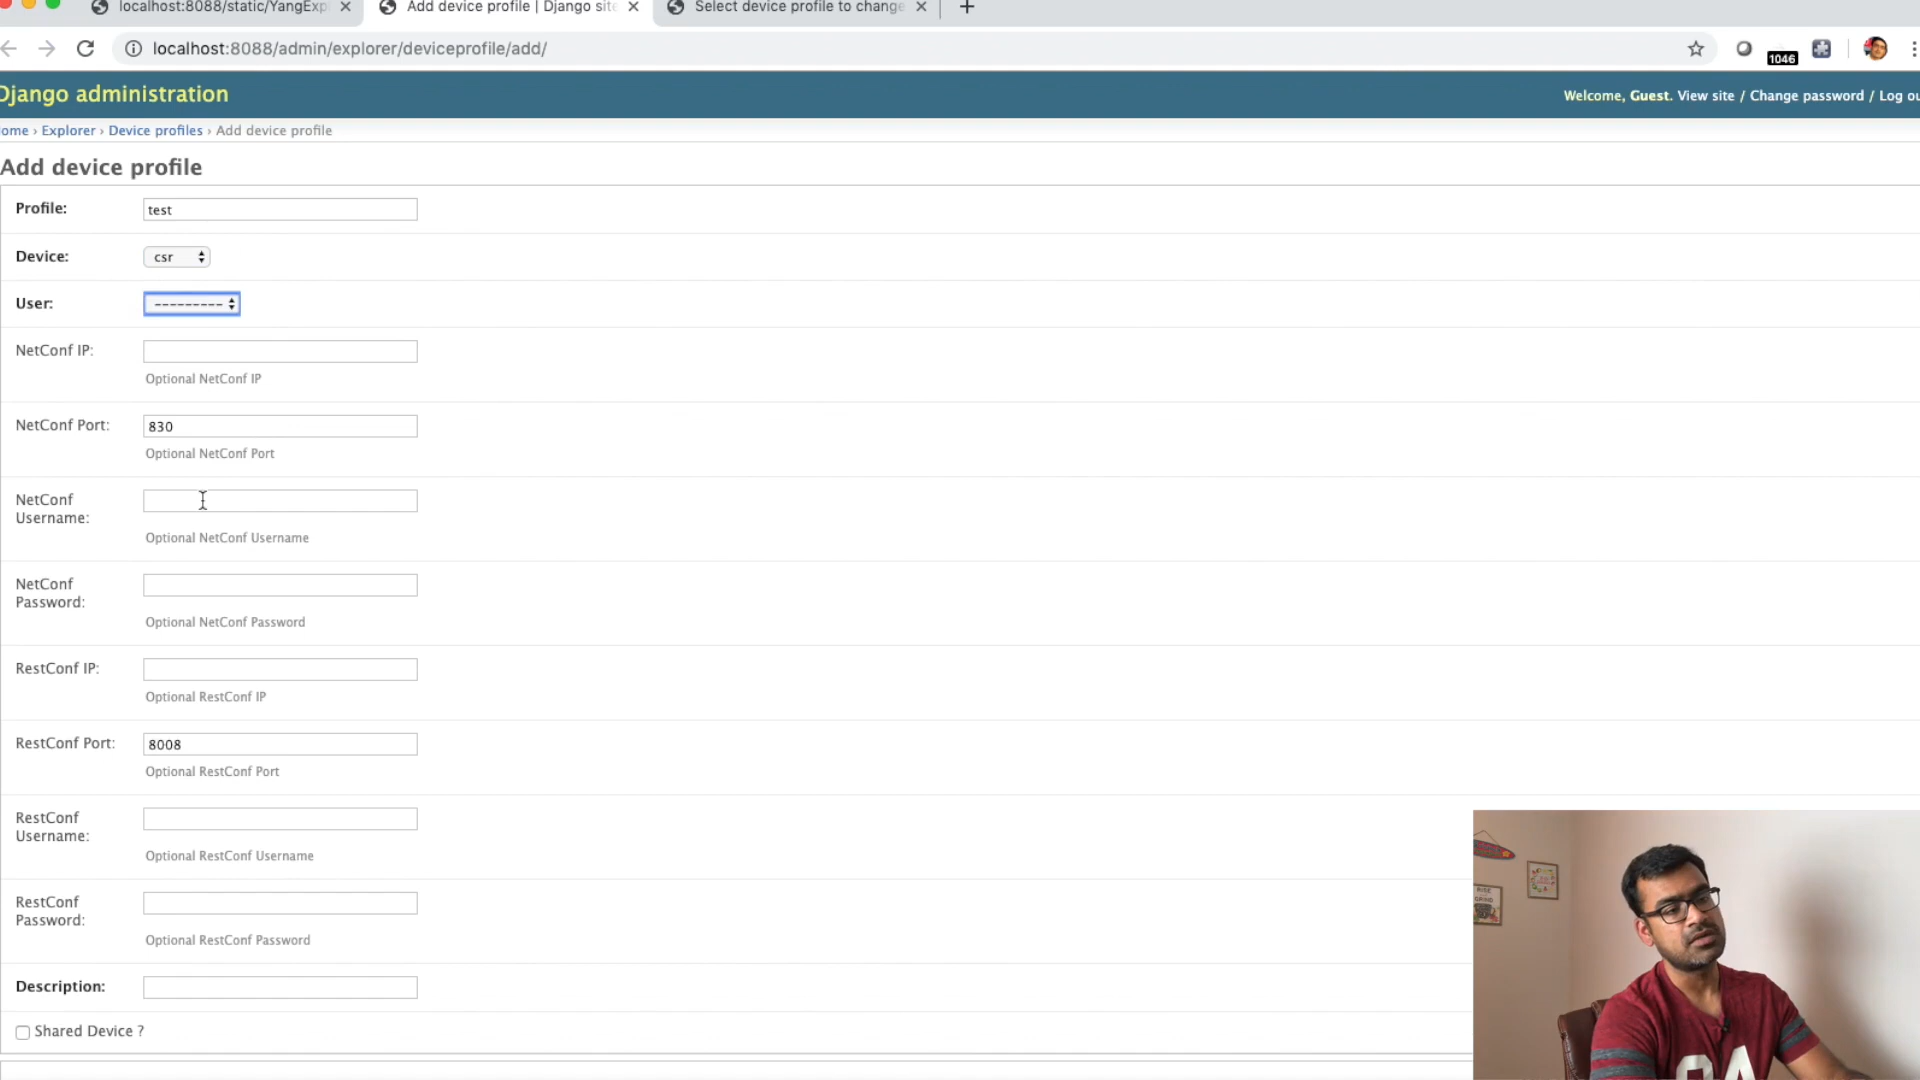 localhost:8088/static/YangExpl
Add device profile | Django site
Select device profile to change
localhost:8088/admin/explorer/deviceprofile/add/
1046
Django administration
Welcome, Guest. View site / Change password / Log ou
ome › Explorer › Device profiles › Add device profile
Add device profile
Profile:
test
Device:
csr
User:
---------
NetConf IP:
Optional NetConf IP
NetConf Port:
830
Optional NetConf Port
NetConf
Username:
Optional NetConf Username
NetConf
Password:
Optional NetConf Password
RestConf IP:
Optional RestConf IP
RestConf Port:
8008
Optional RestConf Port
RestConf
Username:
Optional RestConf Username
RestConf
Password:
Optional RestConf Password
Description:
Shared Device ?